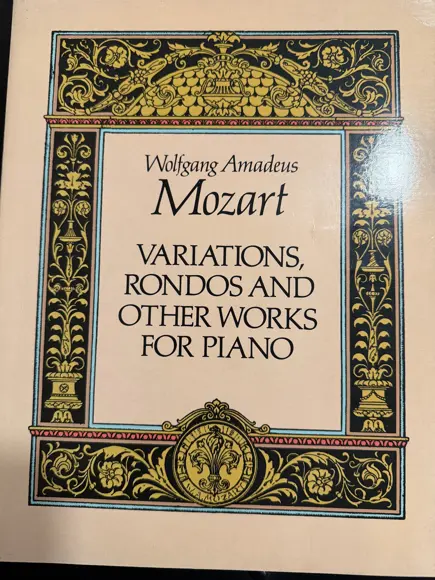 Wolfgang Amadeus
Mozart
VARIATIONS,
RONDOS AND
OTHER WORKS
FOR PIANO